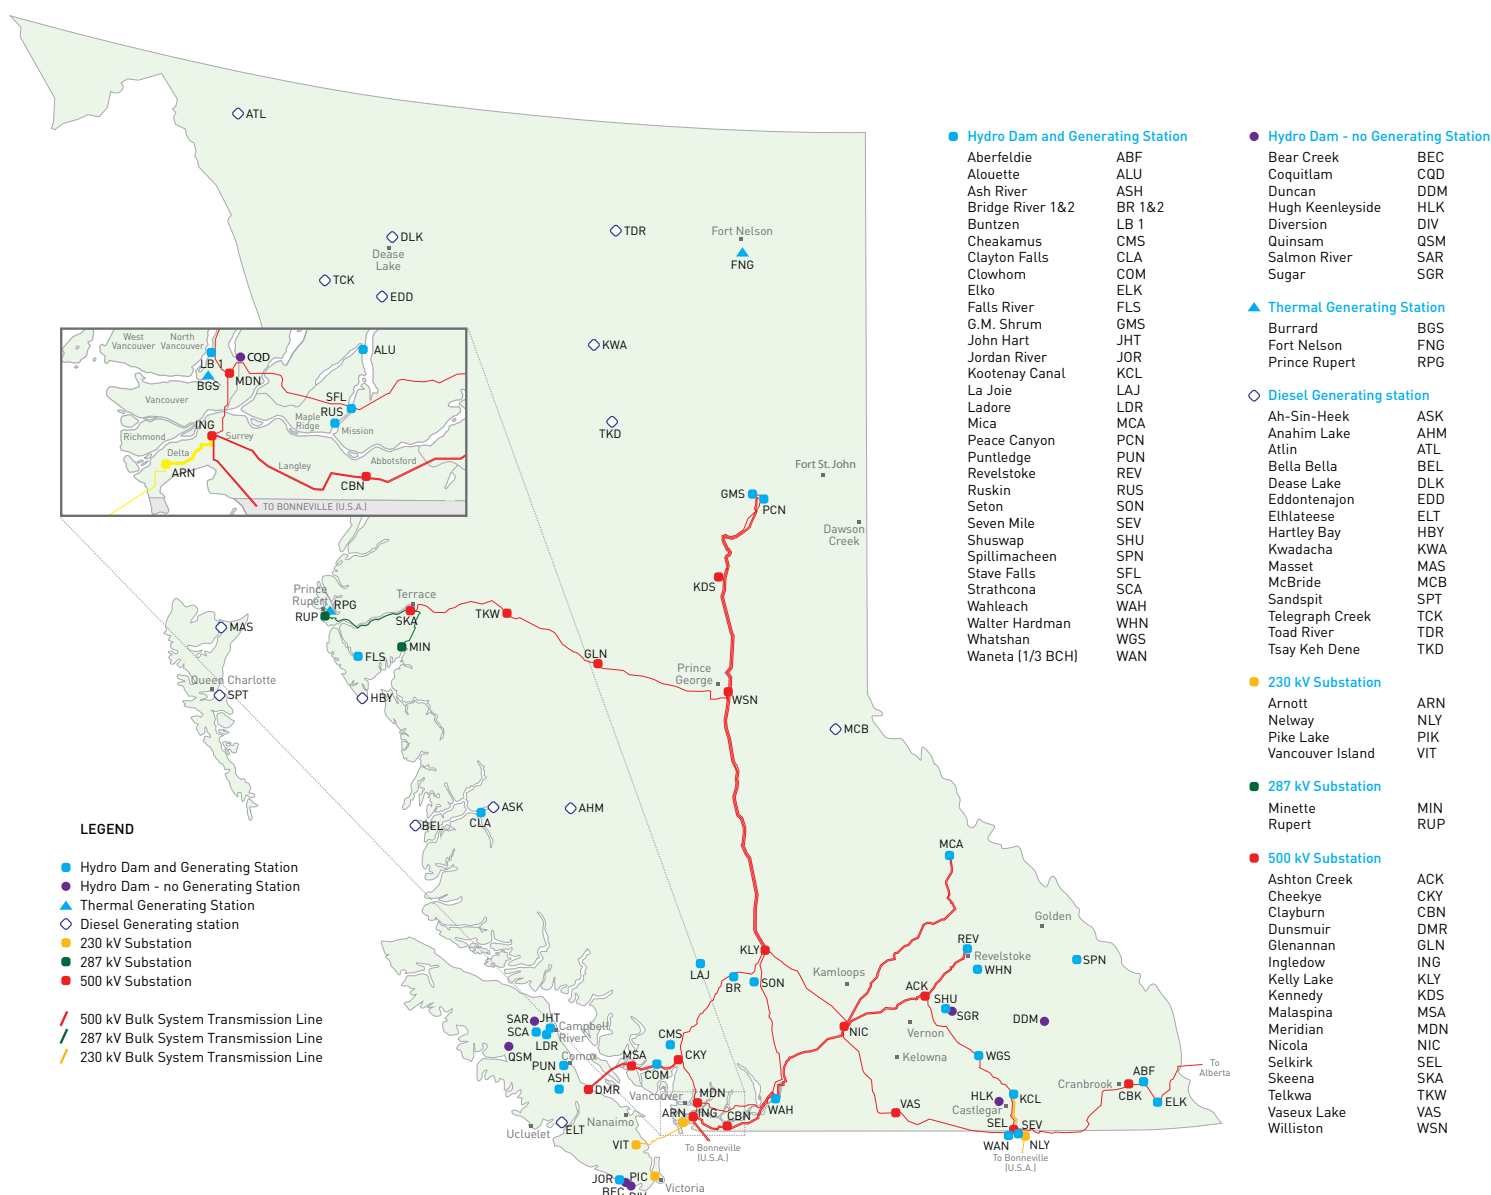 ATL
DLK
Dease
Lake
TDR
Fort Nelson
FNG
TCK
EDD
KWA
TKD
West
Vancouver
North
Vancouver
LB 1
CQD
ALU
BGS
MDN
SFL
RUS
Vancouver
Maple
Ridge
Mission
ING
Surrey
Richmond
Delta
ARN
Langley
Abbotsford
CBN
TO BONNEVILLE (U.S.A.)
Fort St. John
GMS
PCN
Dawson
Creek
KDS
Prince
Rupert
RPG
RUP
Terrace
SKA
TKW
MIN
FLS
GLN
MAS
Queen Charlotte
SPT
HBY
Prince
George
WSN
MCB
ASK
CLA
AHM
BEL
MCA
Golden
KLY
REV
Revelstoke
WHN
SPN
LAJ
BR
SON
Kamloops
ACK
SHU
SGR
DDM
NIC
Vernon
SAR
JHT
SCA
Campbell
River
LDR
QSM
Comox
PUN
ASH
CMS
MSA
CKY
COM
DMR
Kelowna
WGS
To
Alberta
ABF
Cranbrook
CBK
ELK
Vancouver
MDN
ARN
ING
CBN
WAH
VAS
HLK
KCL
Castlegar
SEL
SEV
WAN
NLY
Nanaimo
ELT
Ucluelet
VIT
To Bonneville
(U.S.A.)
To Bonneville
(U.S.A.)
JOR
PIC
BEC
DIV
Victoria
LEGEND
Hydro Dam and Generating Station
Hydro Dam - no Generating Station
Thermal Generating Station
Diesel Generating station
230 kV Substation
287 kV Substation
500 kV Substation
500 kV Bulk System Transmission Line
287 kV Bulk System Transmission Line
230 kV Bulk System Transmission Line
Hydro Dam and Generating Station
Aberfeldie ABF
Alouette ALU
Ash River ASH
Bridge River 1&2 BR 1&2
Buntzen LB 1
Cheakamus CMS
Clayton Falls CLA
Clowhom COM
Elko ELK
Falls River FLS
G.M. Shrum GMS
John Hart JHT
Jordan River JOR
Kootenay Canal KCL
La Joie LAJ
Ladore LDR
Mica MCA
Peace Canyon PCN
Puntledge PUN
Revelstoke REV
Ruskin RUS
Seton SON
Seven Mile SEV
Shuswap SHU
Spillimacheen SPN
Stave Falls SFL
Strathcona SCA
Wahleach WAH
Walter Hardman WHN
Whatshan WGS
Waneta (1/3 BCH) WAN
Hydro Dam - no Generating Station
Bear Creek BEC
Coquitlam CQD
Duncan DDM
Hugh Keenleyside HLK
Diversion DIV
Quinsam QSM
Salmon River SAR
Sugar SGR
Thermal Generating Station
Burrard BGS
Fort Nelson FNG
Prince Rupert RPG
Diesel Generating station
Ah-Sin-Heek ASK
Anahim Lake AHM
Atlin ATL
Bella Bella BEL
Dease Lake DLK
Eddontenajon EDD
Elhlateese ELT
Hartley Bay HBY
Kwadacha KWA
Masset MAS
McBride MCB
Sandspit SPT
Telegraph Creek TCK
Toad River TDR
Tsay Keh Dene TKD
230 kV Substation
Arnott ARN
Nelway NLY
Pike Lake PIK
Vancouver Island VIT
287 kV Substation
Minette MIN
Rupert RUP
500 kV Substation
Ashton Creek ACK
Cheekye CKY
Clayburn CBN
Dunsmuir DMR
Glenannan GLN
Ingledow ING
Kelly Lake KLY
Kennedy KDS
Malaspina MSA
Meridian MDN
Nicola NIC
Selkirk SEL
Skeena SKA
Telkwa TKW
Vaseux Lake VAS
Williston WSN